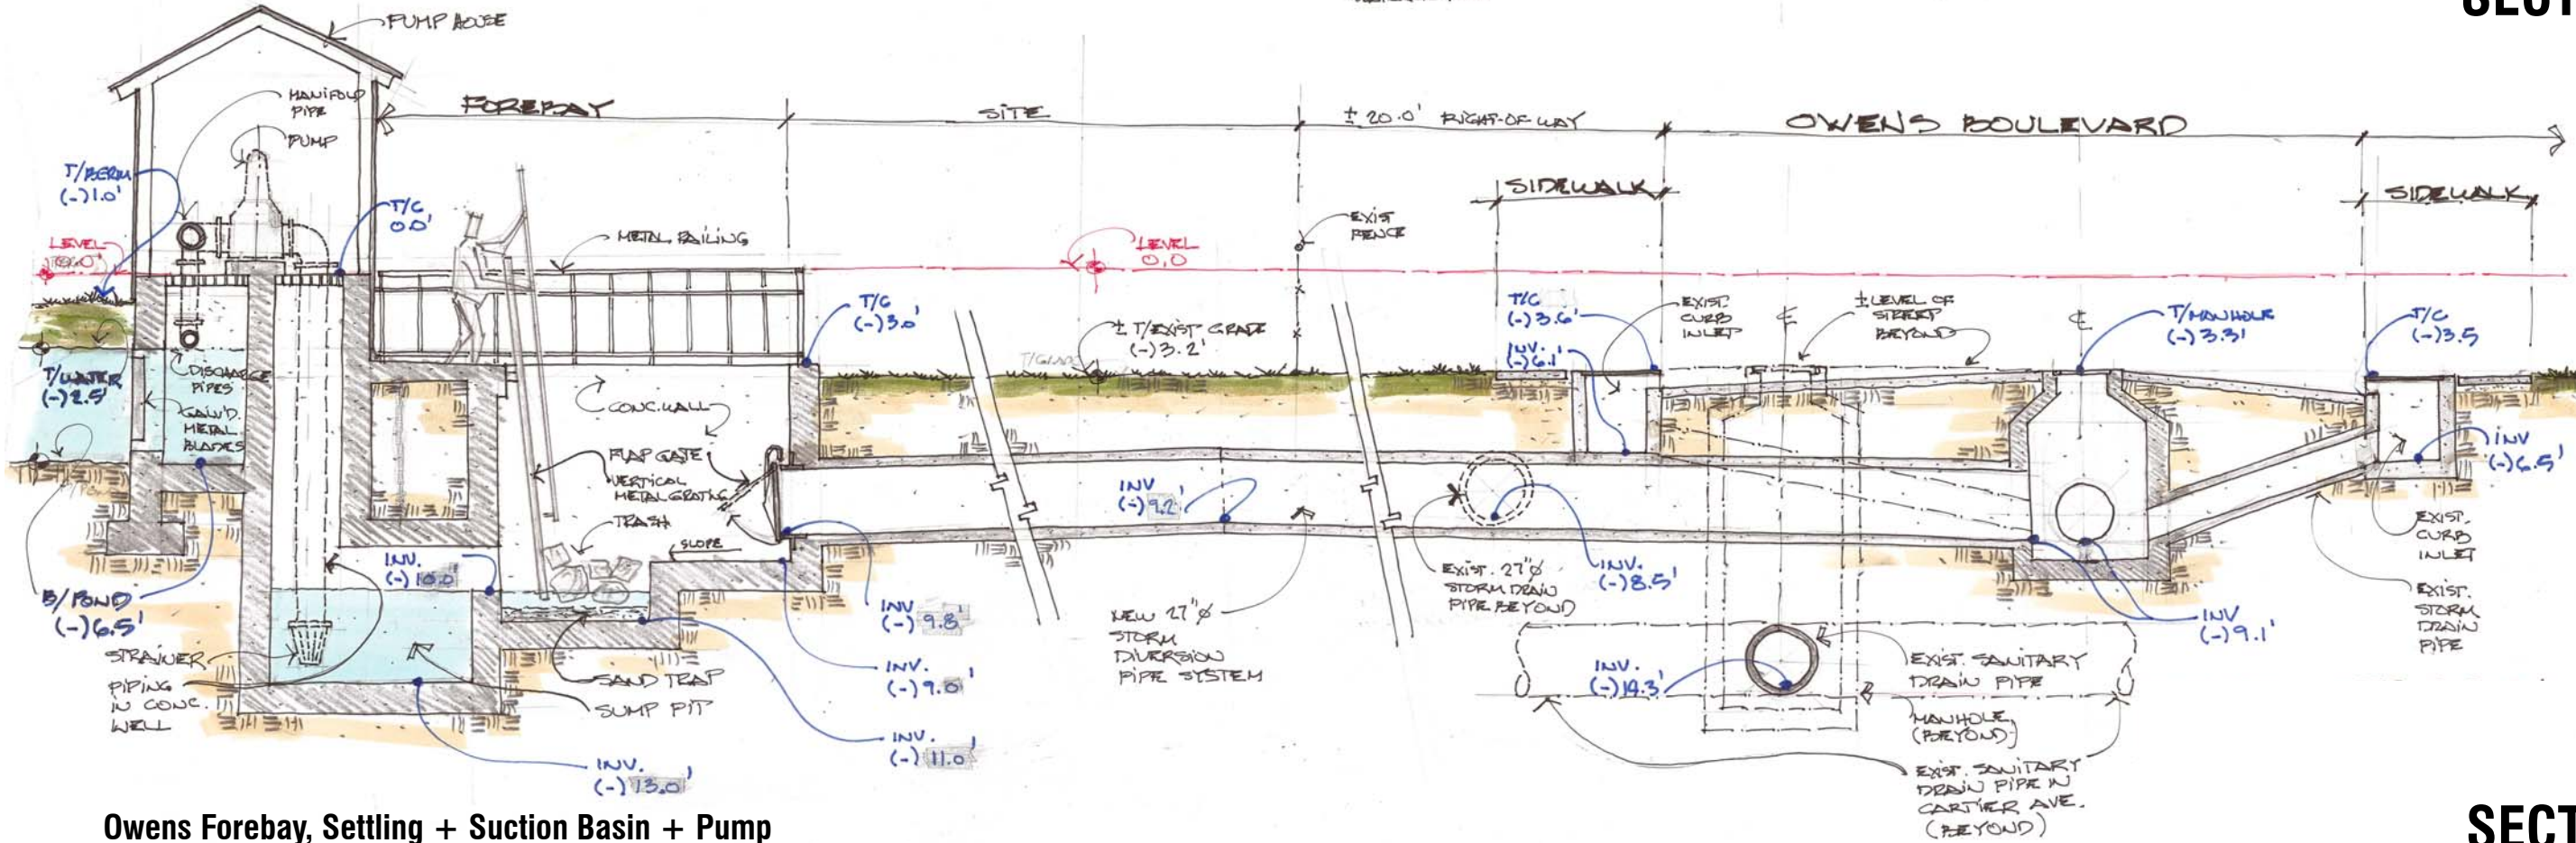 SECT
PUMP HOUSE
MANIFOLD
PIPE
PUMP
FOREBAY
SITE
± 20.0' RIGHT-OF-WAY
OWENS BOULEVARD
T/BERM
(-)1.0'
T/C
0.0'
LEVEL
METAL RAILING
LEVEL
0.0
EXIST
FENCE
SIDEWALK
SIDEWALK
T/WATER
(-)2.5'
DISCHARGE
PIPES
GALV'D.
METAL
BLADES
T/C
(-)3.0'
± T/EXIST GRADE
(-)3.2'
T/C
(-)3.6'
INV.
(-)6.1'
EXIST.
CURB
INLET
℄
± LEVEL OF
STREET
BEYOND
℄
T/MANHOLE
(-)3.3'
T/C
(-)3.5
CONC. WALL
FLAP GATE
VERTICAL
METAL GRATING
TRASH
SLOPE
INV.
(-)10.0'
INV
(-)9.2'
INV
(-)6.5'
B/POND
(-)6.5'
STRAINER
PIPING
IN CONC.
WELL
SAND TRAP
SUMP PIT
INV.
(-)13.0'
INV
(-)9.8'
INV.
(-)9.0'
INV.
(-)11.0'
NEW 27"⌀
STORM
DIVERSION
PIPE SYSTEM
EXIST. 27"⌀
STORM DRAIN
PIPE BEYOND
INV.
(-)8.5'
INV.
(-)14.3'
EXIST. SANITARY
DRAIN PIPE
MANHOLE
(BEYOND)
EXIST. SANITARY
DRAIN PIPE IN
CARTIER AVE.
(BEYOND)
INV
(-)9.1'
EXIST.
CURB
INLET
EXIST.
STORM
DRAIN
PIPE
Owens Forebay, Settling + Suction Basin + Pump
SECT